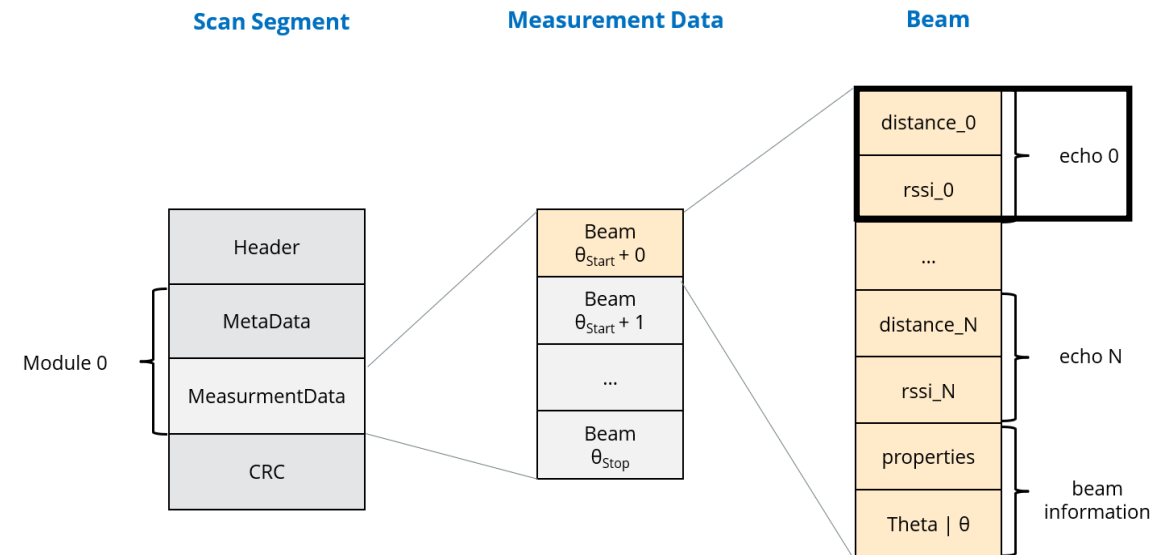 Scan Segment
Measurement Data
Beam
Header
MetaData
MeasurmentData
CRC
Module 0
Beam
θStart + 0
Beam
θStart + 1
...
Beam
θStop
distance_0
rssi_0
...
distance_N
rssi_N
properties
Theta | θ
echo 0
echo N
beam
information